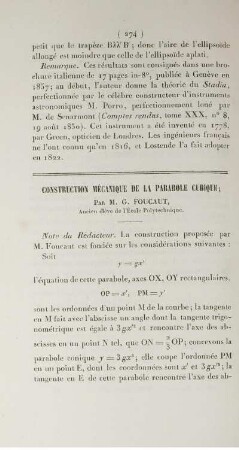 ( 274 )
petit que le trapèze BB'; donc l'aire de l'ellipsoïde
allongé est moindre que celle de l'ellipsoïde aplati.
Remarque. Ces résultats sont consignés dans une bro-
chure italienne de 17 pages in-8°, publiée à Genève en
1857; au début, l'auteur donne la théorie du Stadia,
perfectionnée par le célèbre constructeur d'instruments
astronomiques M. Porro, perfectionnement loué par
M. de Senarmont (Comptes rendus, tome XXX, n° 8,
19 août 1850). Cet instrument a été inventé en 1778,
par Green, opticien de Londres. Les ingénieurs français
ne l'ont connu qu'en 1816, et Lostende l'a fait adopter
en 1822.
CONSTRUCTION MÉCANIQUE DE LA PARABOLE CUBIQUE;
PAR M. G. FOUCAUT,
Ancien élève de l'École Polytechnique.
Note du Rédacteur. La construction proposée par
M. Foucaut est fondée sur les considérations suivantes :
Soit
y = gx³
l'équation de cette parabole, axes OX, OY rectangulaires.
OP = x', PM = y'
sont les ordonnées d'un point M de la courbe; la tangente
en M fait avec l'abscisse un angle dont la tangente trigo-
nométrique est égale à 3gx'² et rencontre l'axe des abs-
cisses en un point N tel, que ON = 2/3 OP; concevons la
parabole conique y = 3gx²; elle coupe l'ordonnée PM
en un point E, dont les coordonnées sont x' et 3gx'²; la
tangente en E de cette parabole rencontre l'axe des abs-